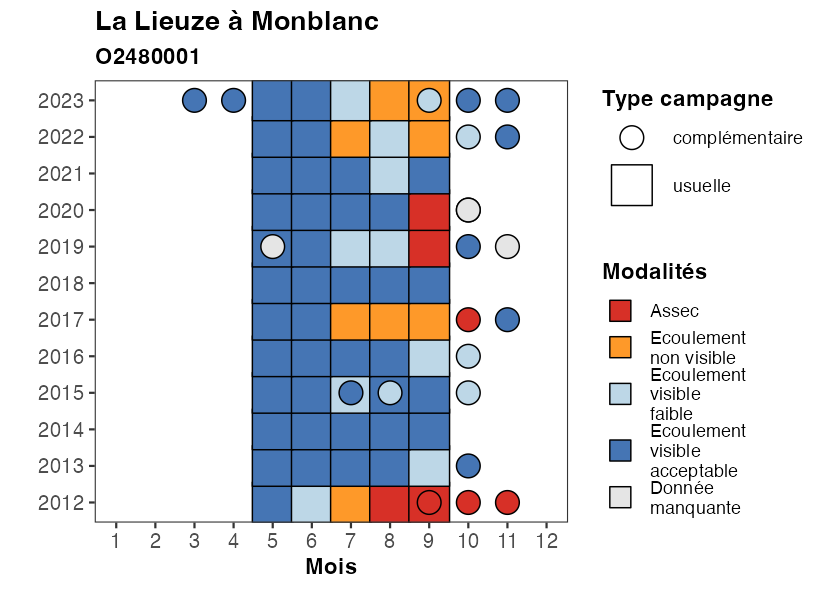 La Lieuze à Monblanc
O2480001
2023
2022
2021
2020
2019
2018
2017
2016
2015
2014
2013
2012
1 2 3 4 5 6 7 8 9 10 11 12
Mois
Type campagne
complémentaire
usuelle
Modalités
Assec
Ecoulement
non visible
Ecoulement
visible
faible
Ecoulement
visible
acceptable
Donnée
manquante